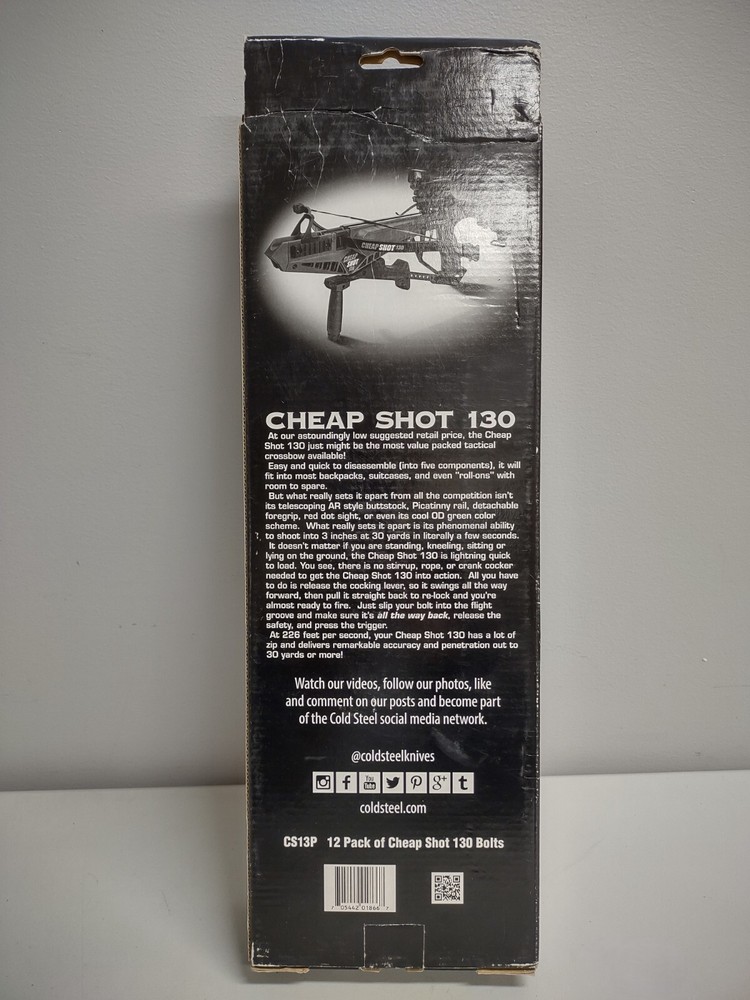 CHEAP SHOT 130
CHEAP
SHOT
CHEAP SHOT 130
At our astoundingly low suggested retail price, the Cheap
Shot 130 just might be the most value packed tactical
crossbow available!
Easy and quick to disassemble (into five components), it will
fit into most backpacks, suitcases, and even "roll-ons" with
room to spare.
But what really sets it apart from all the competition isn't
its telescoping AR style buttstock, Picatinny rail, detachable
foregrip, red dot sight, or even its cool OD green color
scheme. What really sets it apart is its phenomenal ability
to shoot into 3 inches at 30 yards in literally a few seconds.
It doesn't matter if you are standing, kneeling, sitting or
lying on the ground, the Cheap Shot 130 is lightning quick
to load. You see, there is no stirrup, rope, or crank cocker
needed to get the Cheap Shot 130 into action. All you have
to do is release the cocking lever, so it swings all the way
forward, then pull it straight back to re-lock and you're
almost ready to fire. Just slip your bolt into the flight
groove and make sure it's all the way back, release the
safety, and press the trigger.
At 226 feet per second, your Cheap Shot 130 has a lot of
zip and delivers remarkable accuracy and penetration out to
30 yards or more!
Watch our videos, follow our photos, like
and comment on our posts and become part
of the Cold Steel social media network.
@coldsteelknives
f You Tube g+ t
coldsteel.com
CS13P 12 Pack of Cheap Shot 130 Bolts
7 05442 01866 7